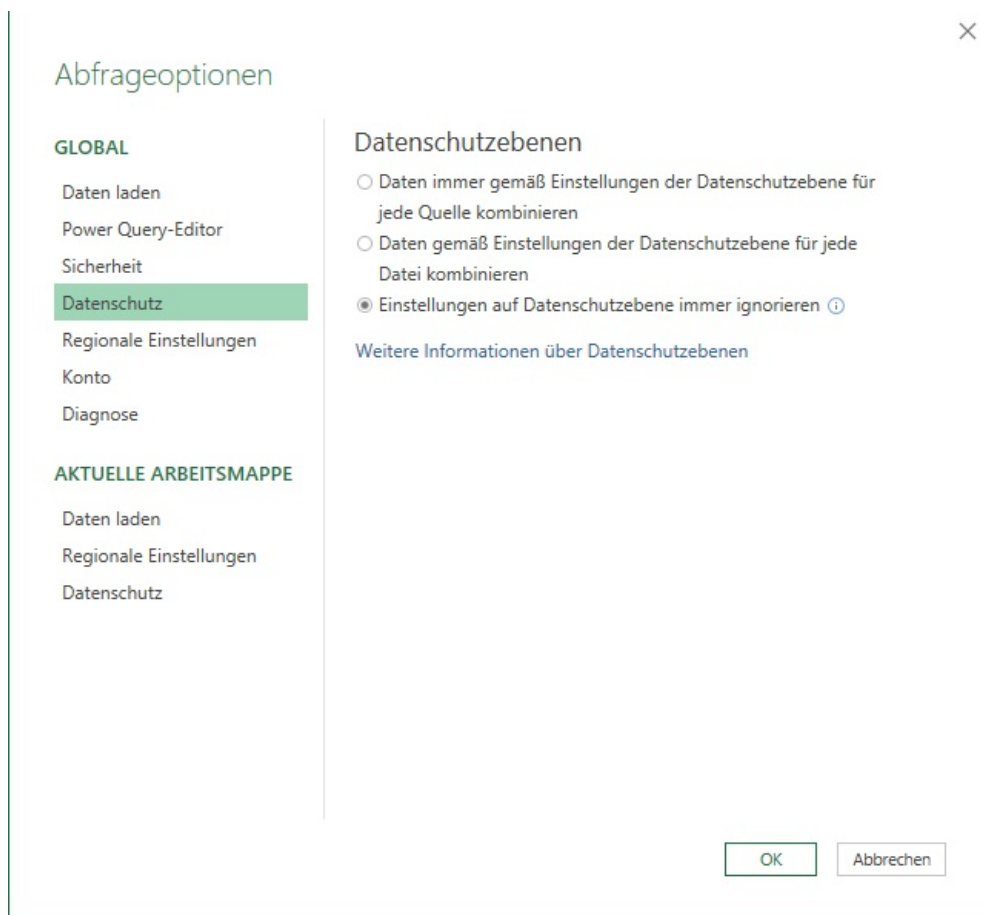 Abfrageoptionen
GLOBAL
Daten laden
Power Query-Editor
Sicherheit
Datenschutz
Regionale Einstellungen
Konto
Diagnose
AKTUELLE ARBEITSMAPPE
Daten laden
Regionale Einstellungen
Datenschutz
Datenschutzebenen
Daten immer gemäß Einstellungen der Datenschutzebene für
jede Quelle kombinieren
Daten gemäß Einstellungen der Datenschutzebene für jede
Datei kombinieren
Einstellungen auf Datenschutzebene immer ignorieren
Weitere Informationen über Datenschutzebenen
OK
Abbrechen